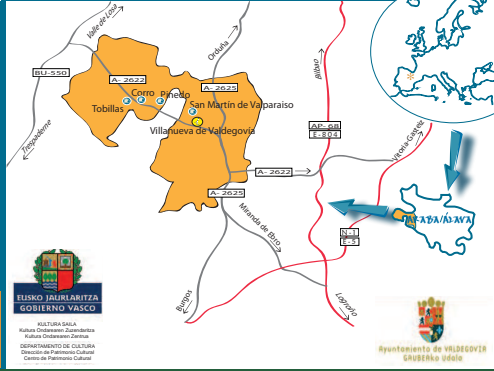 Valle de Losa
Orduña
Bilbao
BU-550
A- 2622
A- 2625
Corro
Pinedo
Tobillas
San Martín de Valparaiso
Villanueva de Valdegovía
Trespaderne
AP- 68
E- 804
Vitoria-Gasteiz
A- 2622
A- 2625
ARABA/ÁLAVA
Miranda de Ebro
N- I
E- 5
Burgos
Logroño
EUSKO JAURLARITZA
GOBIERNO VASCO
KULTURA SAILA
Kultura Ondarearen Zuzendaritza
Kultura Ondarearen Zentrua
DEPARTAMENTO DE CULTURA
Dirección de Patrimonio Cultural
Centro de Patrimonio Cultural
Ayuntamiento de VALDEGOVIA
GAUBEAko Udala